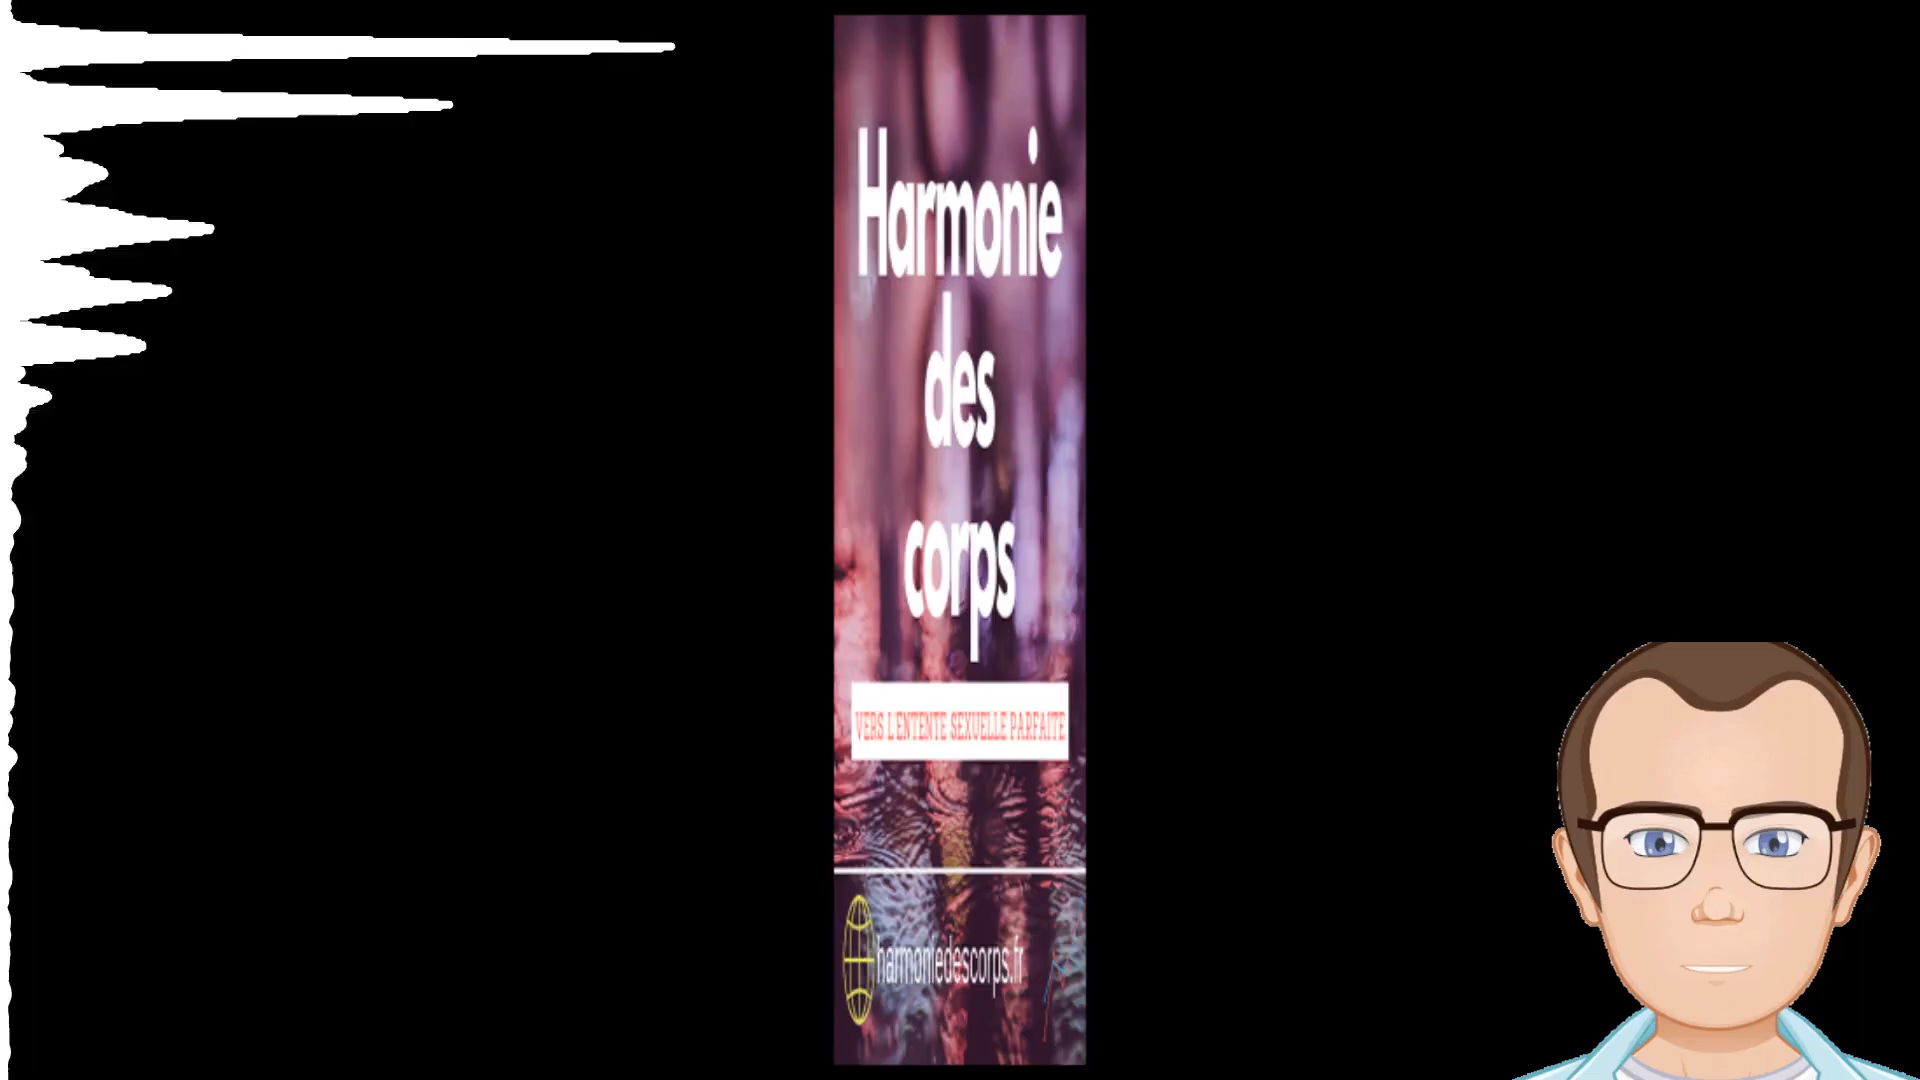 Harmonie
des
corps
VERS L'ENTENTE SEXUELLE PARFAITE
harmoniedescorps.fr